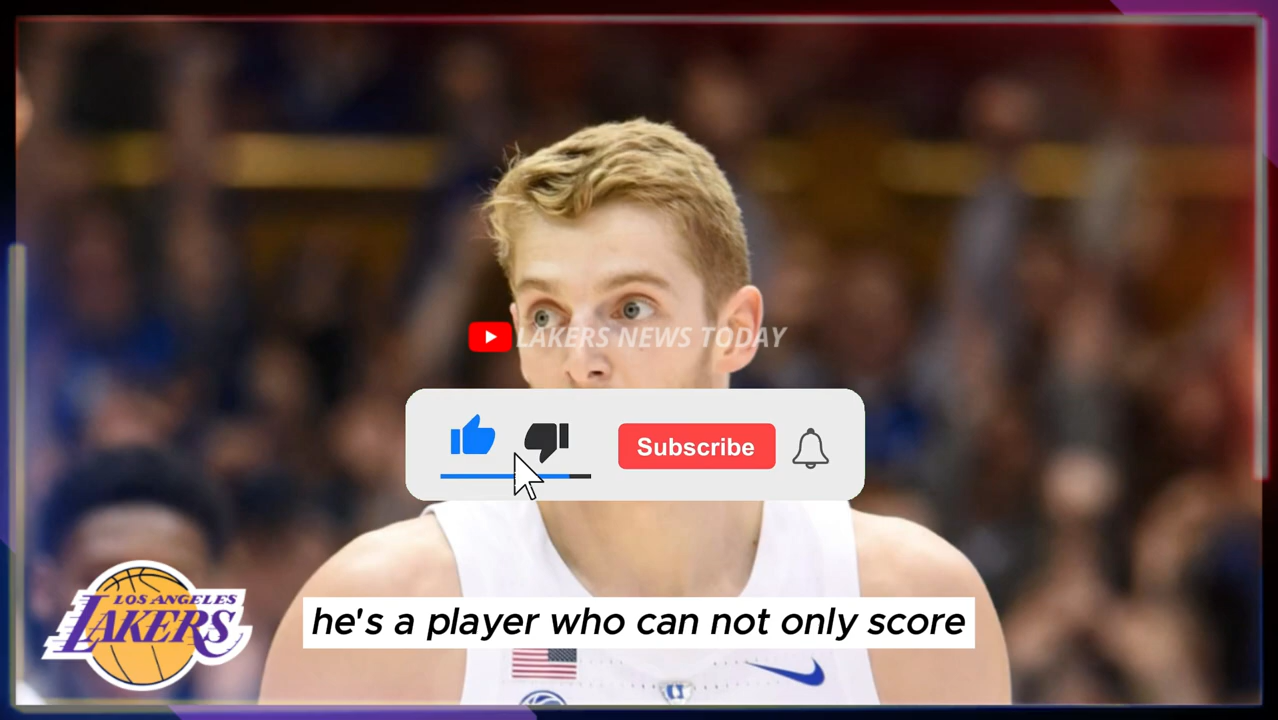 LAKERS NEWS TODAY
Subscribe
LOS ANGELES
LAKERS
he's a player who can not only score